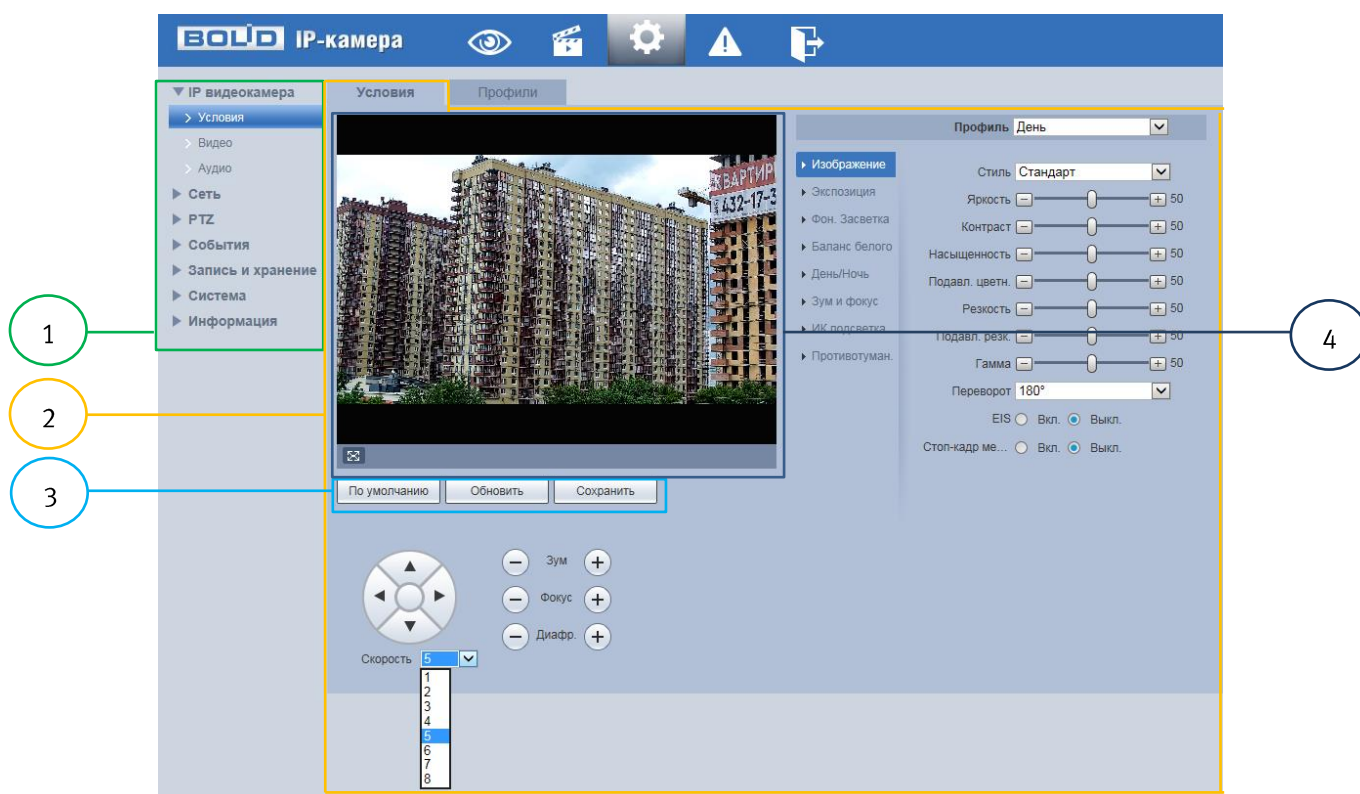 BOLID IP-камера
IP видеокамера
Условия
Видео
Аудио
Сеть
PTZ
События
Запись и хранение
Система
Информация
Условия
Профили
КВАРТИР
432-17-3
По умолчанию
Обновить
Сохранить
Зум
Фокус
Диафр.
Скорость 5
1
2
3
4
5
6
7
8
Профиль День
Изображение
Экспозиция
Фон. Засветка
Баланс белого
День/Ночь
Зум и фокус
ИК подсветка
Противотуман.
Стиль Стандарт
Яркость 50
Контраст 50
Насыщенность 50
Подавл. цветн. 50
Резкость 50
Подавл. резк. 50
Гамма 50
Переворот 180°
EIS Вкл. Выкл.
Стоп-кадр ме... Вкл. Выкл.
1
2
3
4